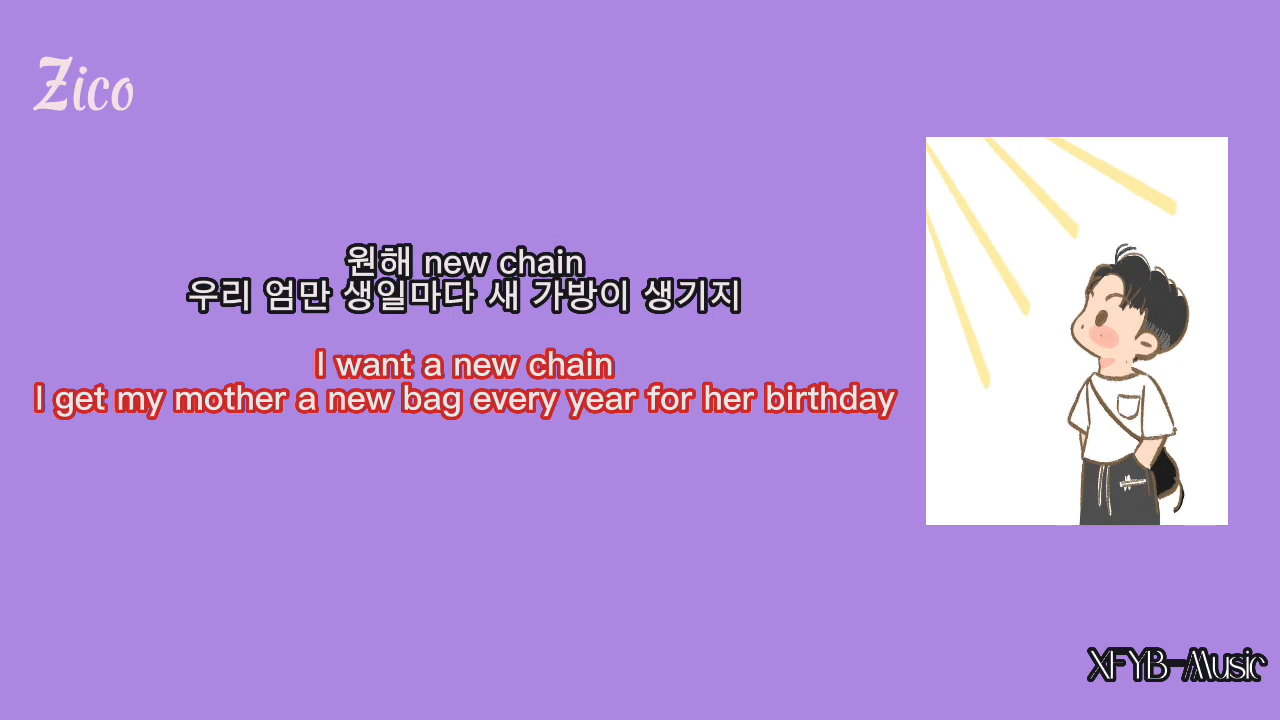 Zico
원해 new chain
우리 엄만 생일마다 새 가방이 생기지
I want a new chain
I get my mother a new bag every year for her birthday
XFYB-Music